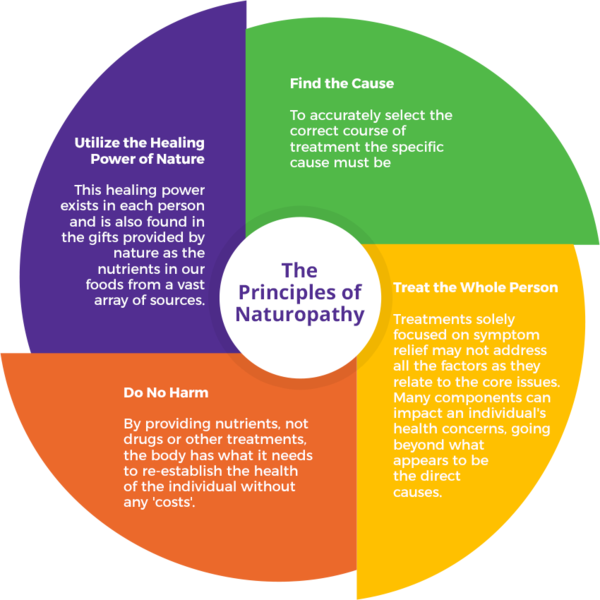 The
Principles of
Naturopathy
Find the Cause
To accurately select the
correct course of
treatment the specific
cause must be
Treat the Whole Person
Treatments solely
focused on symptom
relief may not address
all the factors as they
relate to the core issues.
Many components can
impact an individual's
health concerns, going
beyond what
appears to be
the direct
causes.
Do No Harm
By providing nutrients, not
drugs or other treatments,
the body has what it needs
to re-establish the health
of the individual without
any 'costs'.
Utilize the Healing
Power of Nature
This healing power
exists in each person
and is also found in
the gifts provided by
nature as the
nutrients in our
foods from a vast
array of sources.